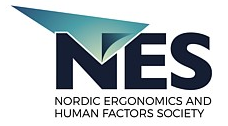 NES
NORDIC ERGONOMICS AND
HUMAN FACTORS SOCIETY